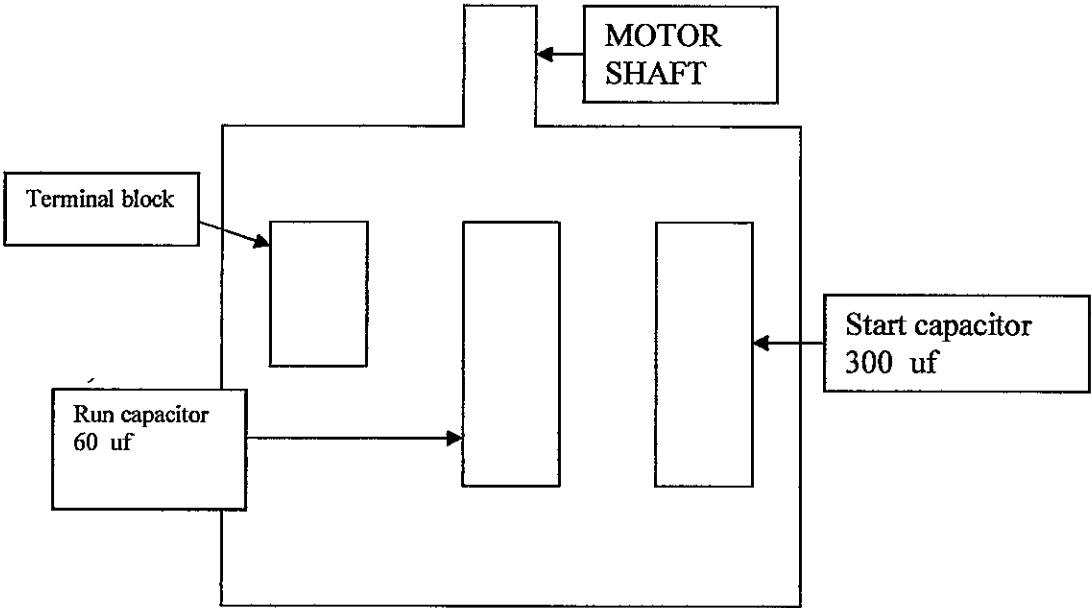 MOTOR
SHAFT
Terminal block
Start capacitor
300 uf
Run capacitor
60 uf